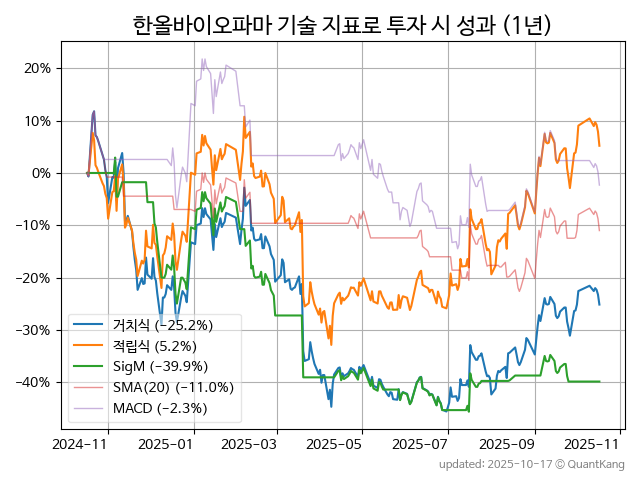 한올바이오파마 기술 지표로 투자 시 성과 (1년)
20%
10%
0%
−10%
−20%
−30%
−40%
거치식 (−25.2%)
적립식 (5.2%)
SigM (−39.9%)
SMA(20) (−11.0%)
MACD (−2.3%)
2024-11
2025-01
2025-03
2025-05
2025-07
2025-09
2025-11
updated: 2025-10-17 ⓒ QuantKang